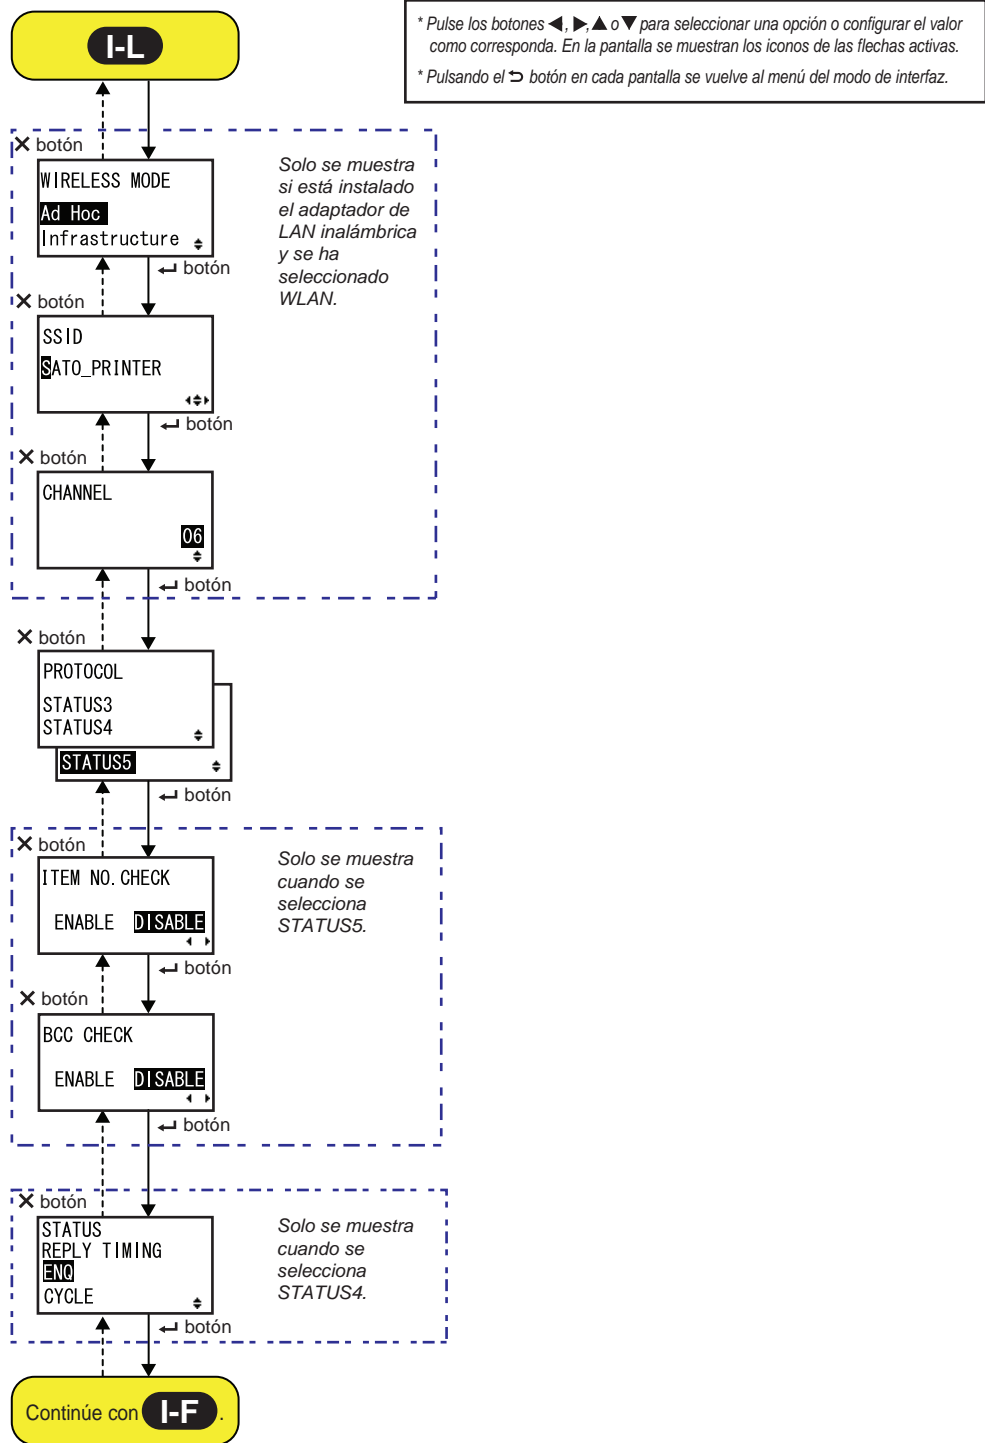 I-L
* Pulse los botones ◀, ▶, ▲ o ▼ para seleccionar una opción o configurar el valor
como corresponda. En la pantalla se muestran los iconos de las flechas activas.
* Pulsando el ⮌ botón en cada pantalla se vuelve al menú del modo de interfaz.
✕ botón
WIRELESS MODE
Ad Hoc
Infrastructure
Solo se muestra
si está instalado
el adaptador de
LAN inalámbrica
y se ha
seleccionado
WLAN.
↵ botón
✕ botón
SSID
SATO_PRINTER
↵ botón
✕ botón
CHANNEL
06
↵ botón
✕ botón
PROTOCOL
STATUS3
STATUS4
STATUS5
↵ botón
✕ botón
ITEM NO.CHECK
ENABLE DISABLE
Solo se muestra
cuando se
selecciona
STATUS5.
↵ botón
✕ botón
BCC CHECK
ENABLE DISABLE
↵ botón
✕ botón
STATUS
REPLY TIMING
ENQ
CYCLE
Solo se muestra
cuando se
selecciona
STATUS4.
↵ botón
Continúe con I-F .